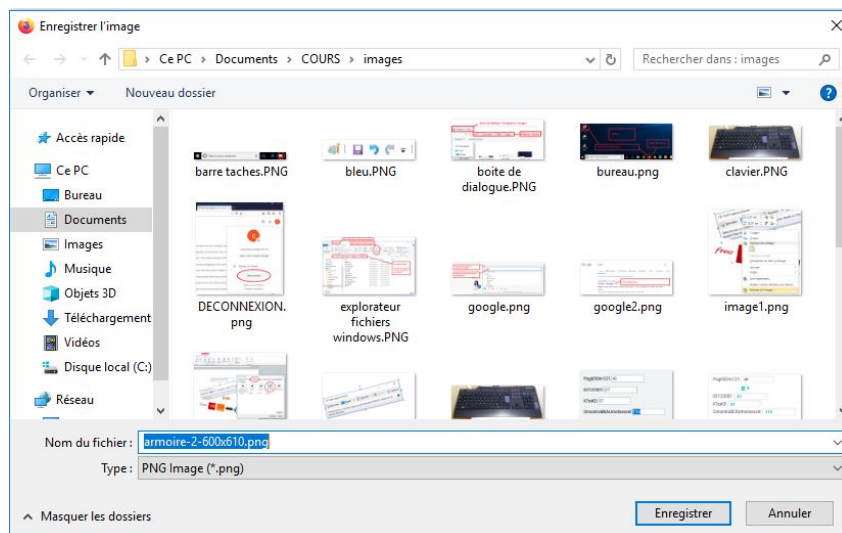 Enregistrer l'image
Ce PC > Documents > COURS > images
Rechercher dans : images
Organiser
Nouveau dossier
Accès rapide
Ce PC
Bureau
Documents
Images
Musique
Objets 3D
Téléchargement
Vidéos
Disque local (C:)
Réseau
barre taches.PNG
bleu.PNG
boite de
dialogue.PNG
bureau.png
clavier.PNG
DECONNEXION.
png
explorateur
fichiers
windows.PNG
google.png
google2.png
image1.png
Nom du fichier :
armoire-2-600x610.png
Type :
PNG Image (*.png)
Masquer les dossiers
Enregistrer
Annuler